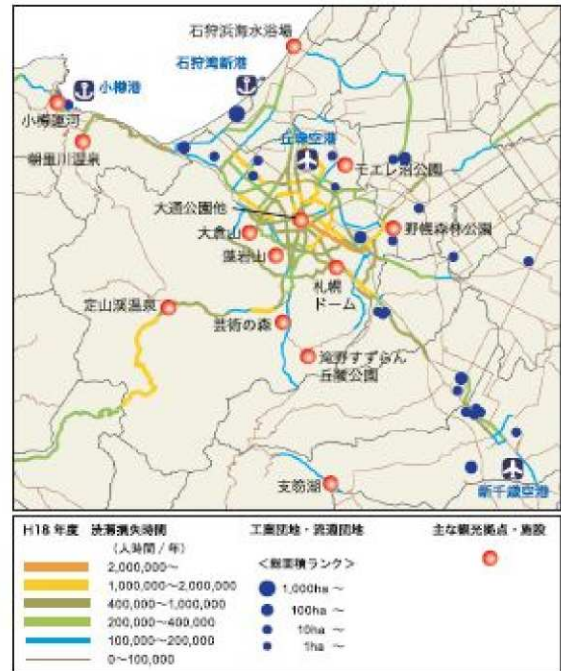 石狩浜海水浴場
石狩湾新港
小樽港
小樽運河
朝里川温泉
丘珠空港
モエレ沼公園
大通公園他
大倉山
野幌森林公園
藻岩山
札幌
ドーム
定山渓温泉
芸術の森
滝野すずらん
丘陵公園
支笏湖
新千歳空港
H18年度 渋滞損失時間
(人時間/年)
2,000,000～
1,000,000～2,000,000
400,000～1,000,000
200,000～400,000
100,000～200,000
0～100,000
工業団地・流通団地
＜総面積ランク＞
1,000ha ～
100ha ～
10ha ～
1ha ～
主な観光拠点・施設